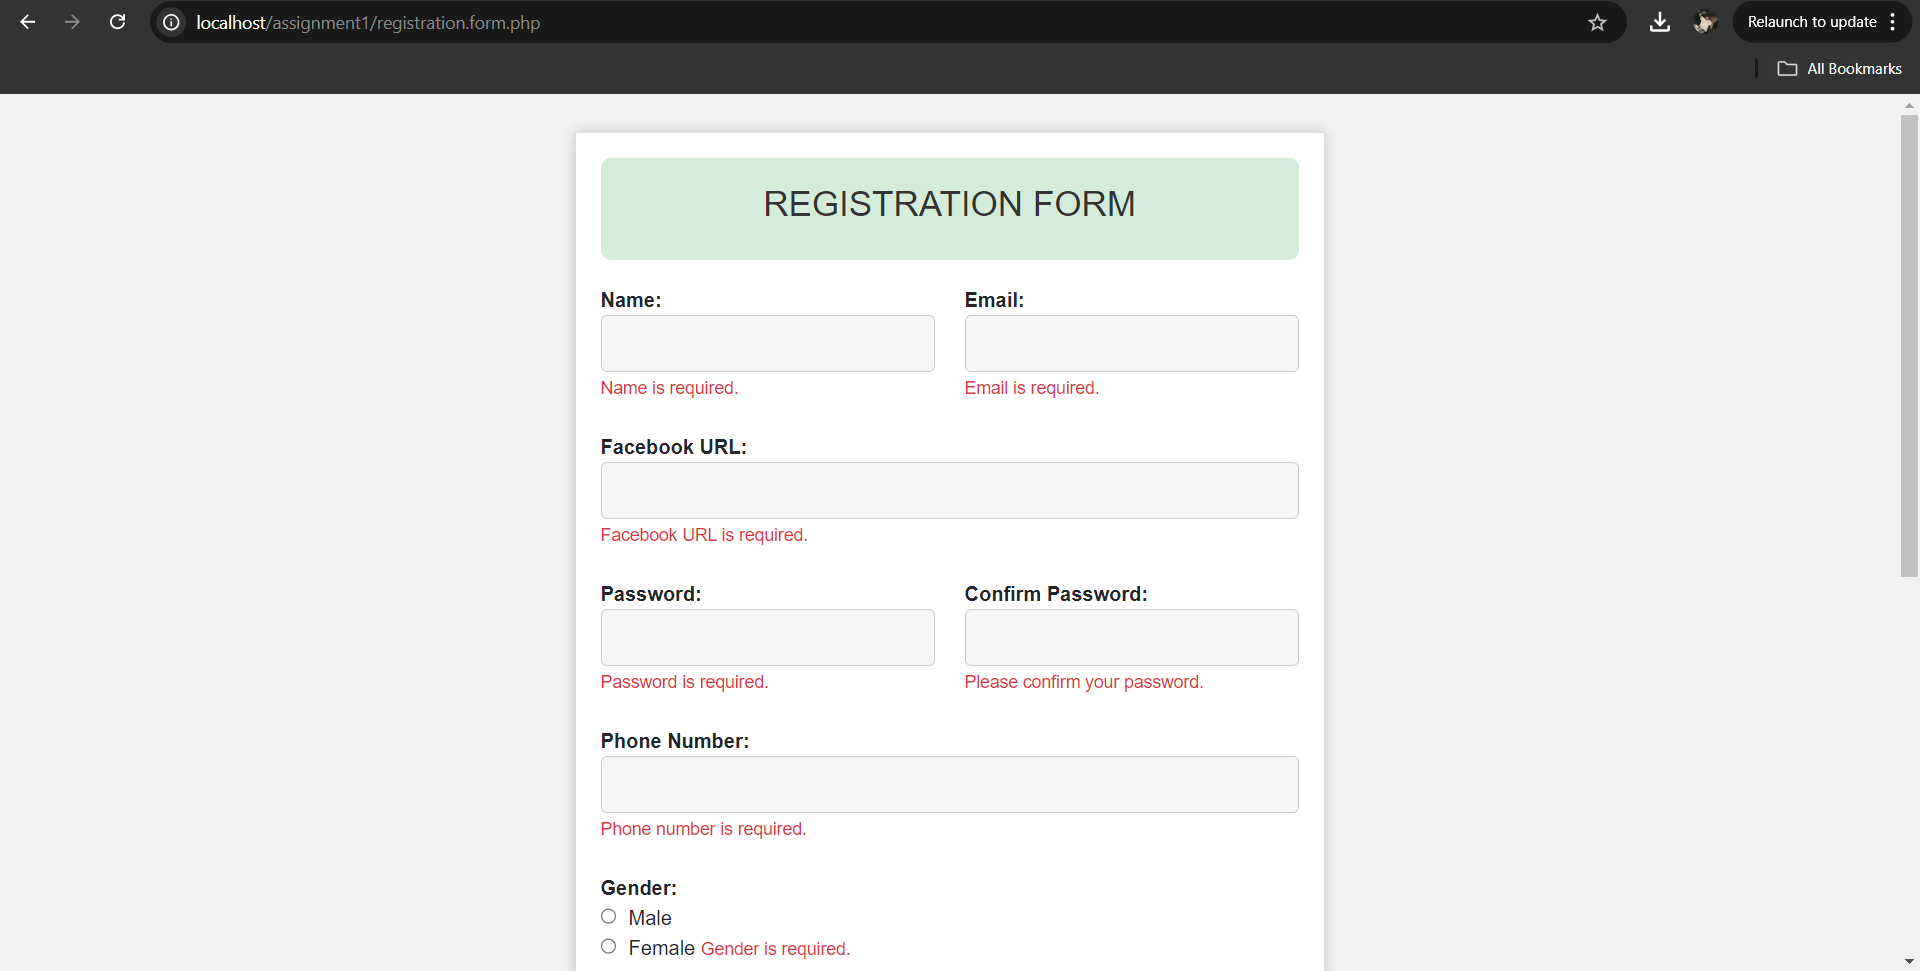 localhost/assignment1/registration.form.php
Relaunch to update
All Bookmarks
REGISTRATION FORM
Name: Email:
Name is required. Email is required.
Facebook URL:
Facebook URL is required.
Password: Confirm Password:
Password is required. Please confirm your password.
Phone Number:
Phone number is required.
Gender:
Male
Female Gender is required.